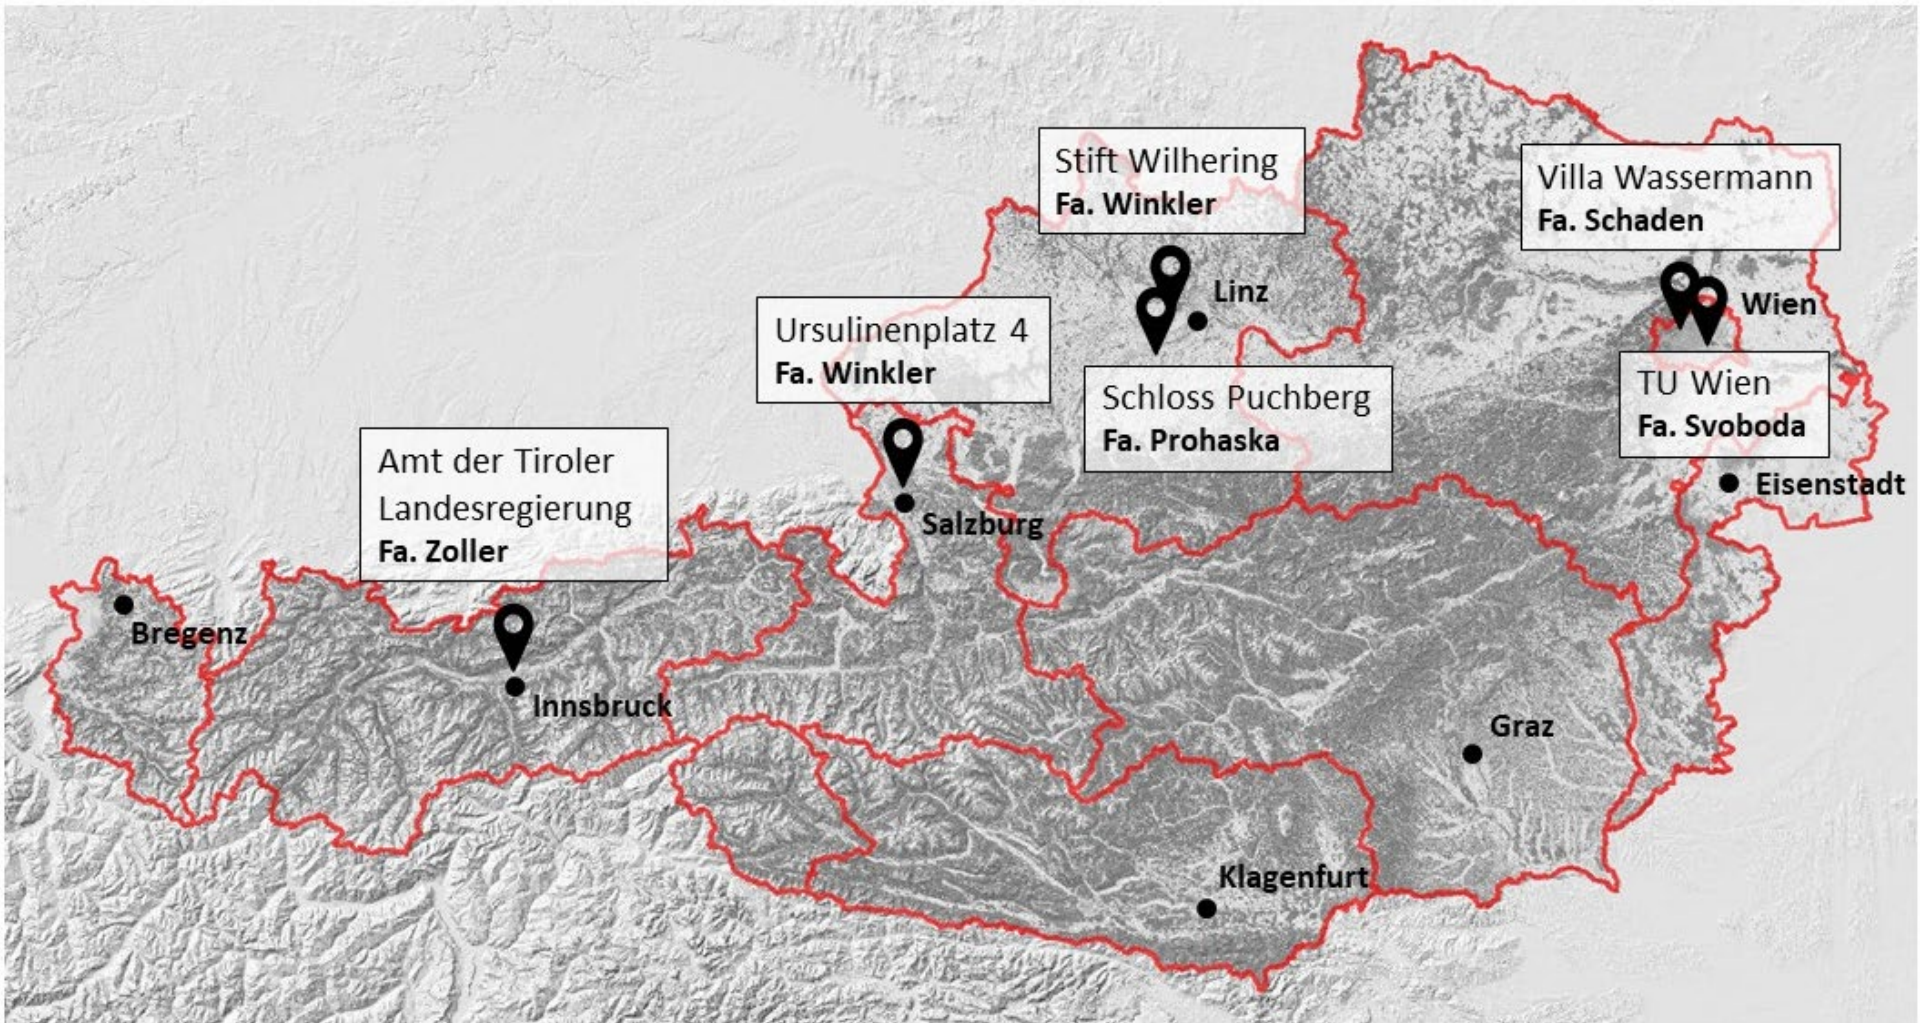 Stift Wilhering
Fa. Winkler
Villa Wassermann
Fa. Schaden
Linz
Wien
Ursulinenplatz 4
Fa. Winkler
Schloss Puchberg
Fa. Prohaska
TU Wien
Fa. Svoboda
Amt der Tiroler
Landesregierung
Fa. Zoller
Eisenstadt
Salzburg
Bregenz
Innsbruck
Graz
Klagenfurt